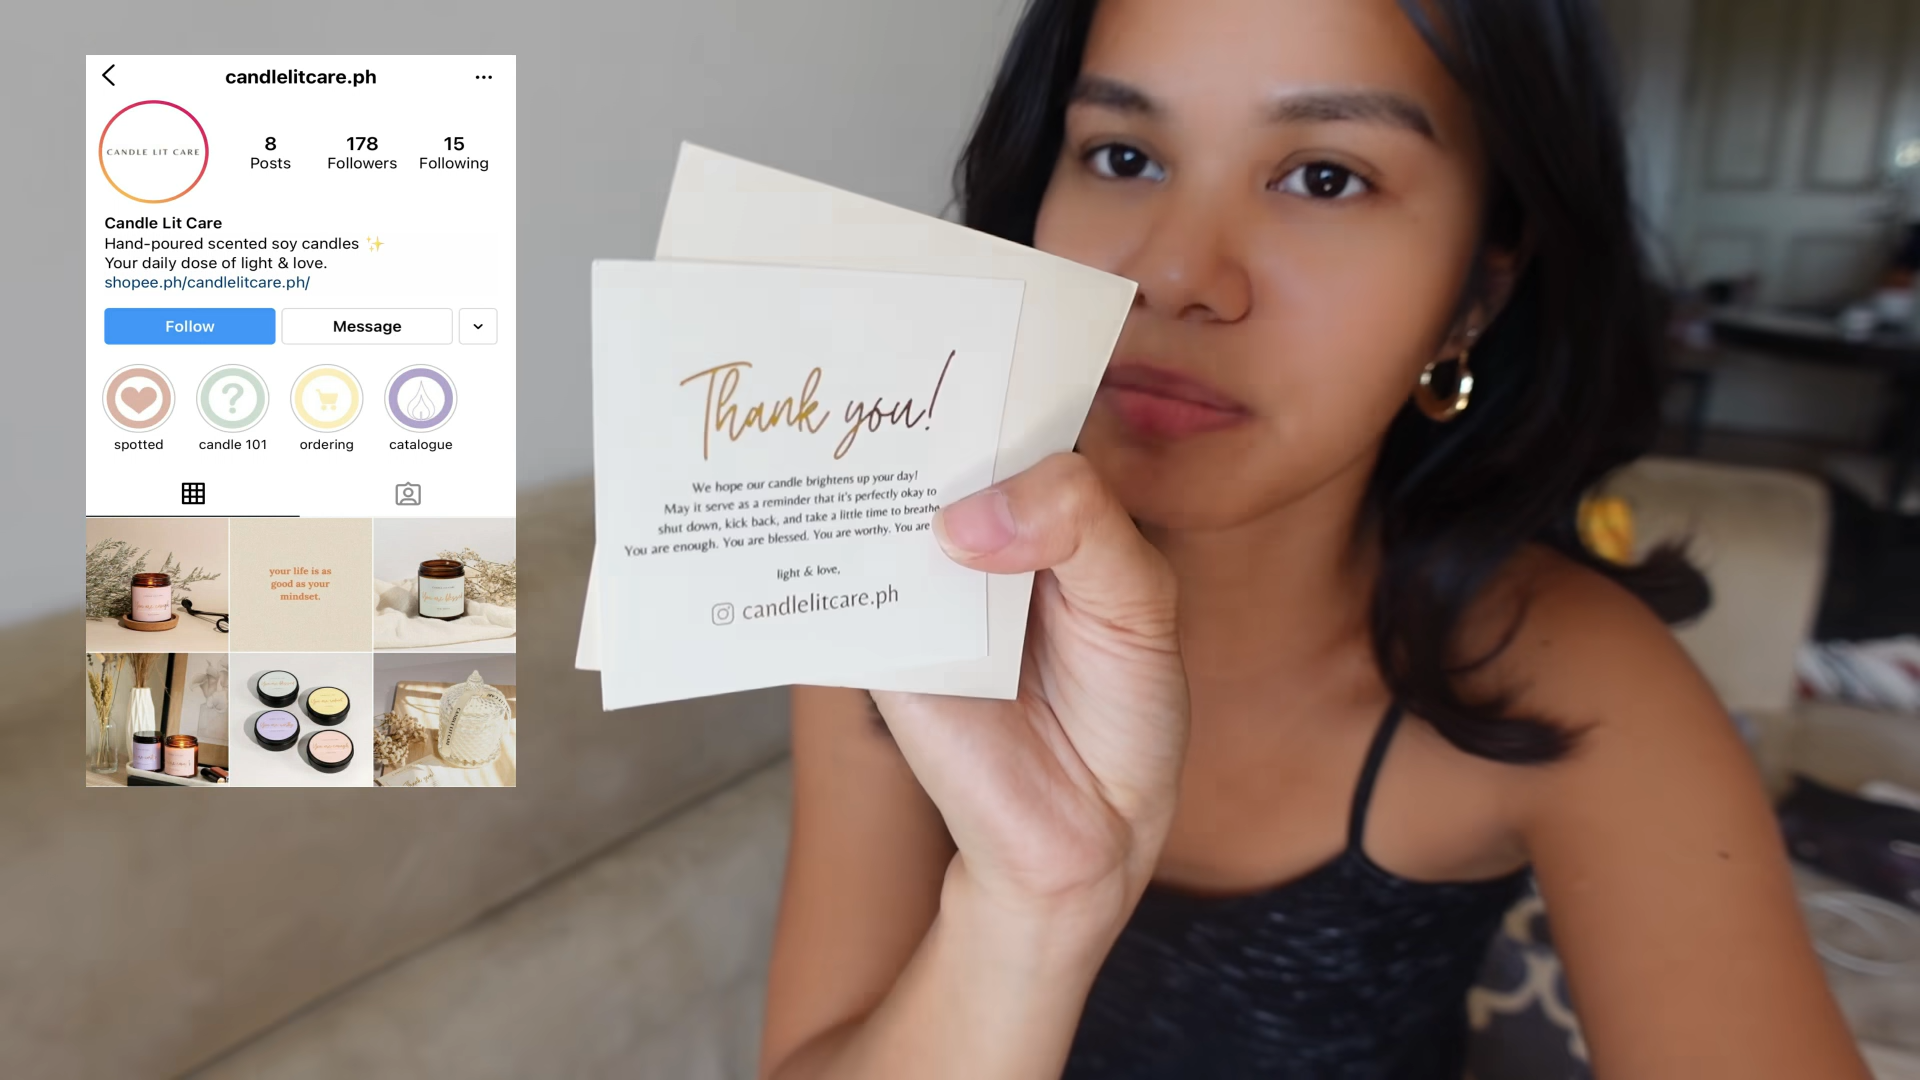 candlelitcare.ph
CANDLE LIT CARE
8
Posts
178
Followers
15
Following
Candle Lit Care
Hand-poured scented soy candles ✨
Your daily dose of light & love.
shopee.ph/candlelitcare.ph/
Follow
Message
spotted
candle 101
ordering
catalogue
your life is as
good as your
mindset.
Thank you!
We hope our candle brightens up your day!
May it serve as a reminder that it's perfectly okay to
shut down, kick back, and take a little time to breathe.
You are enough. You are blessed. You are worthy. You are
light & love,
candlelitcare.ph